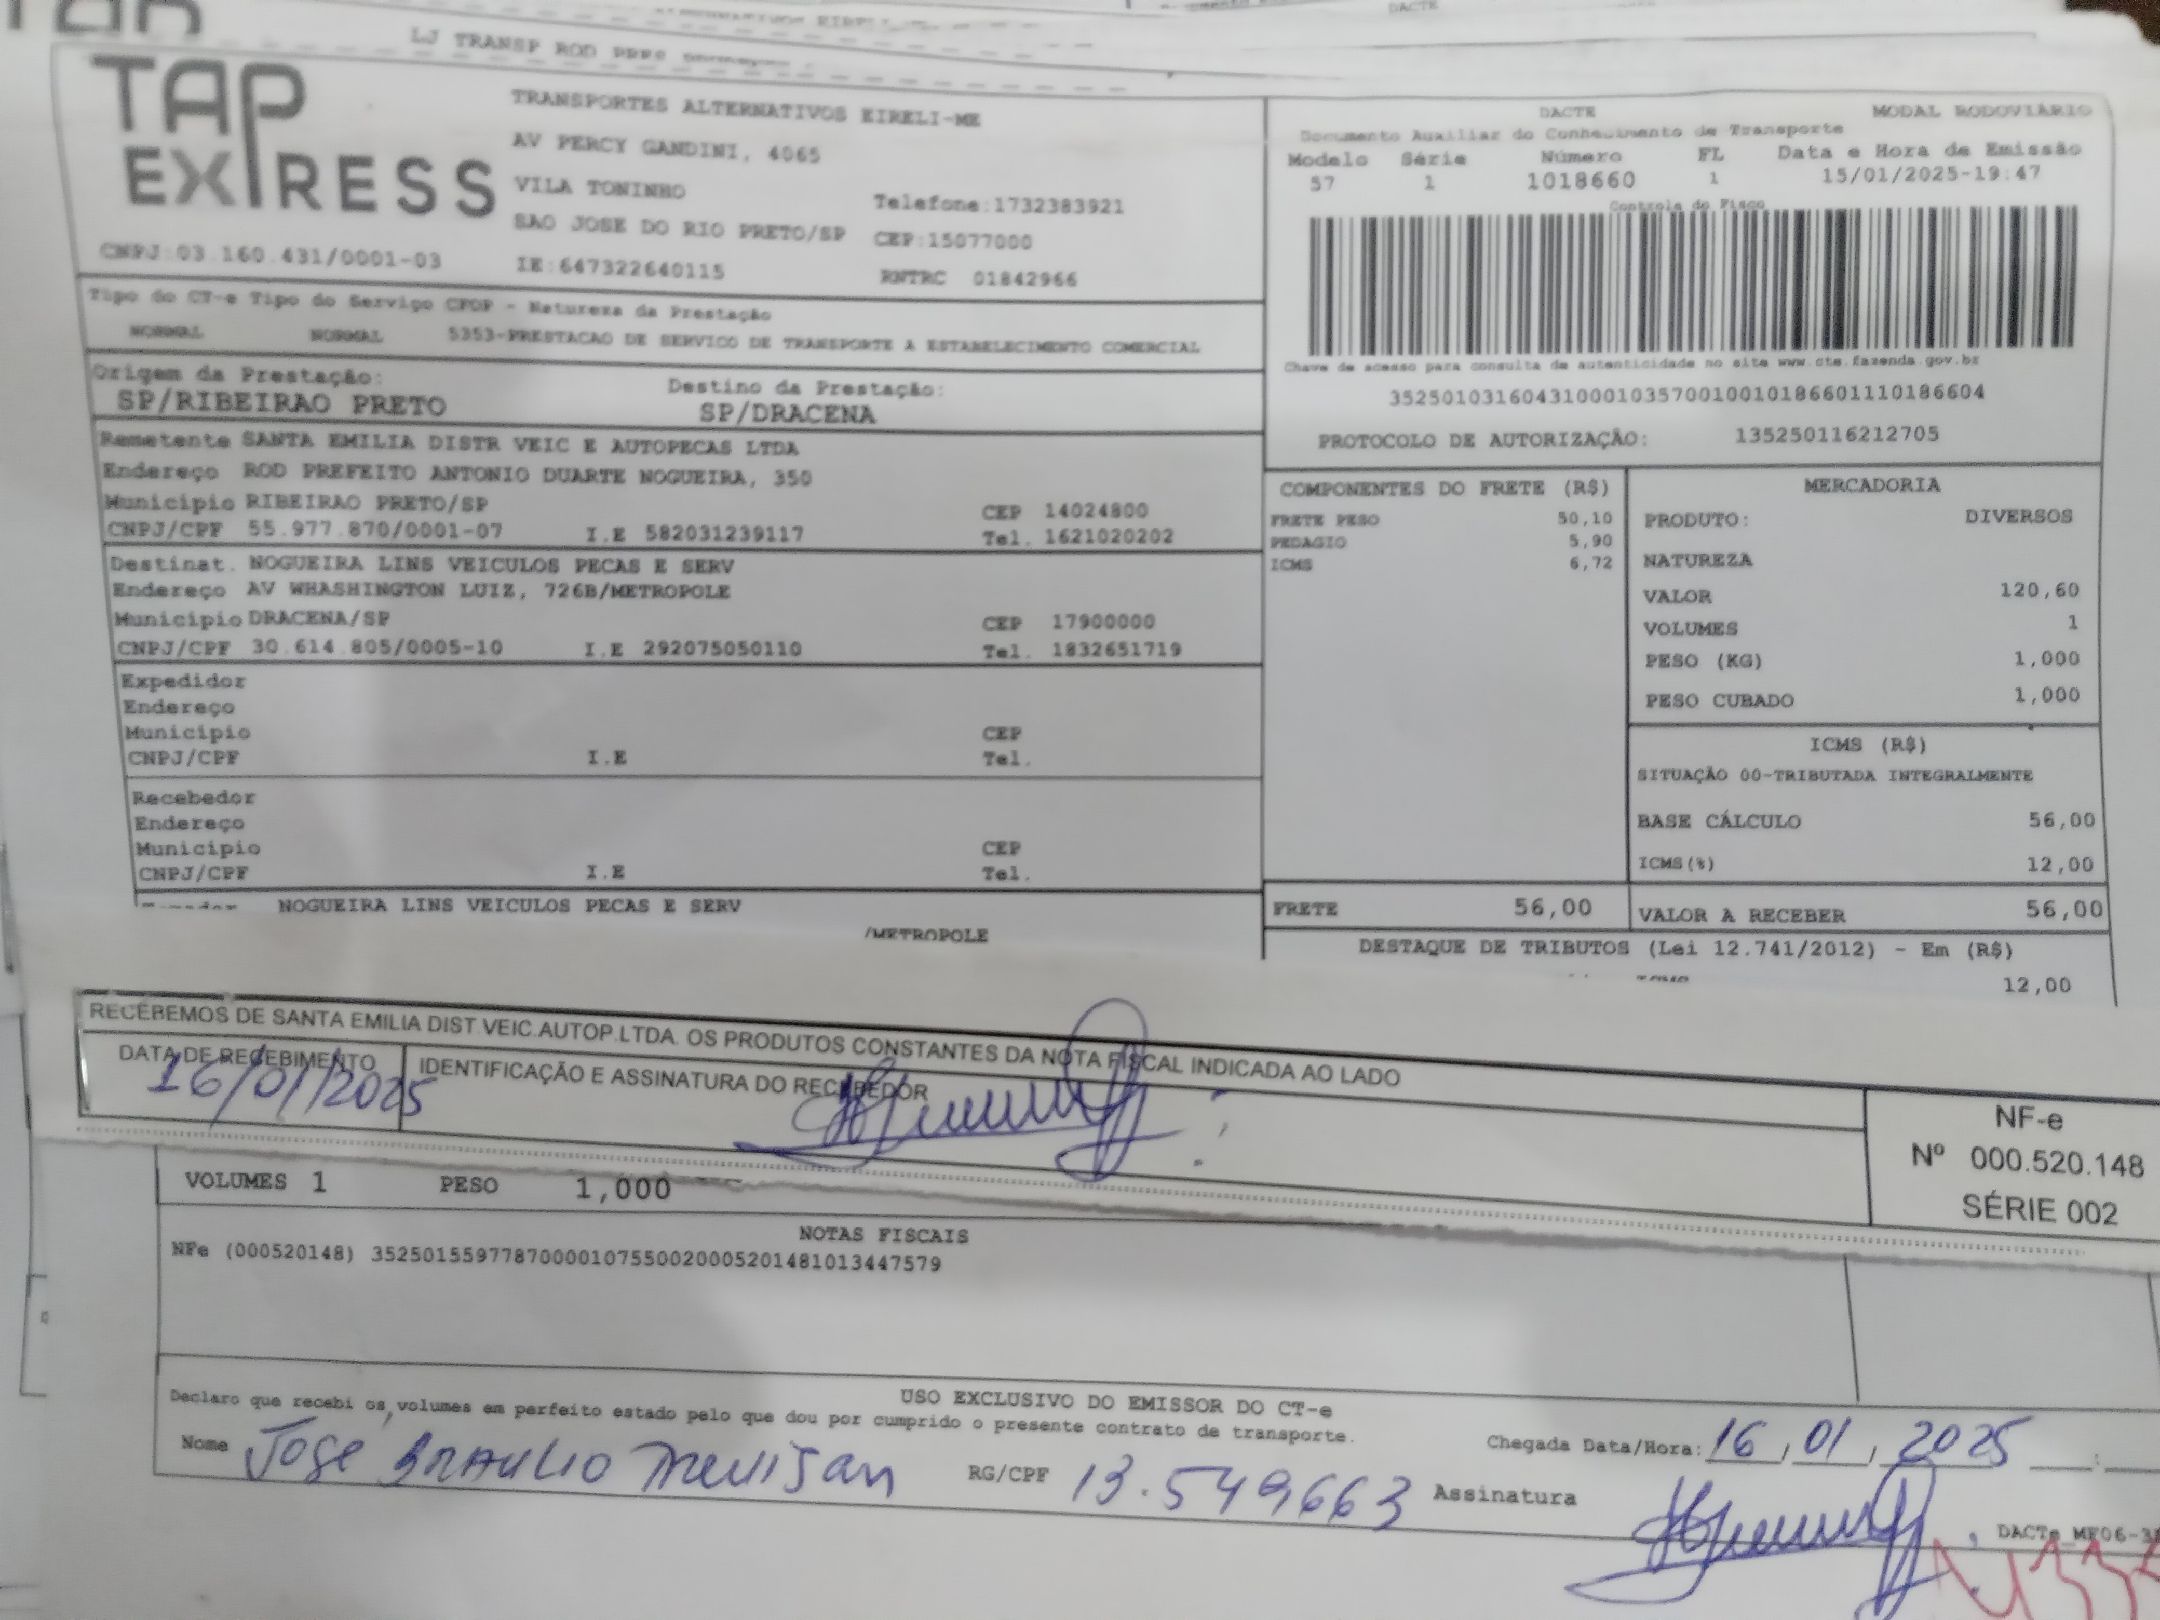 LJ TRANSP ROD PRES
TAP EXPRESS
TRANSPORTES ALTERNATIVOS EIRELI-ME
AV PERCY GANDINI, 4065
VILA TONINHO
Telefone:1732383921
SAO JOSE DO RIO PRETO/SP CEP:15077000
CNPJ:03.160.431/0001-03 IE:647322640115 RNTRC 01842966
DACTE MODAL RODOVIÁRIO
Documento Auxiliar do Conhecimento de Transporte
Modelo Série Número FL Data e Hora de Emissão
57 1 1018660 1 15/01/2025-19:47
Controle do Fisco
Chave de acesso para consulta de autenticidade no site www.cte.fazenda.gov.br
35250103160431000103570010010186601110186604
PROTOCOLO DE AUTORIZAÇÃO: 135250116212705
Tipo do CT-e Tipo do Serviço CFOP - Natureza da Prestação
NORMAL NORMAL 5353-PRESTACAO DE SERVICO DE TRANSPORTE A ESTABELECIMENTO COMERCIAL
Origem da Prestação: Destino da Prestação:
SP/RIBEIRAO PRETO SP/DRACENA
Remetente SANTA EMILIA DISTR VEIC E AUTOPECAS LTDA
Endereço ROD PREFEITO ANTONIO DUARTE NOGUEIRA, 350
Município RIBEIRAO PRETO/SP CEP 14024800
CNPJ/CPF 55.977.870/0001-07 I.E 582031239117 Tel. 1621020202
Destinat. NOGUEIRA LINS VEICULOS PECAS E SERV
Endereço AV WHASHINGTON LUIZ, 726B/METROPOLE
Município DRACENA/SP CEP 17900000
CNPJ/CPF 30.614.805/0005-10 I.E 292075050110 Tel. 1832651719
Expedidor
Endereço
Município CEP
CNPJ/CPF I.E Tel.
Recebedor
Endereço
Município CEP
CNPJ/CPF I.E Tel.
NOGUEIRA LINS VEICULOS PECAS E SERV
/METROPOLE
COMPONENTES DO FRETE (R$)
FRETE PESO 50,10
PEDAGIO 5,90
ICMS 6,72
FRETE 56,00
MERCADORIA
PRODUTO: DIVERSOS
NATUREZA
VALOR 120,60
VOLUMES 1
PESO (KG) 1,000
PESO CUBADO 1,000
ICMS (R$)
SITUAÇÃO 00-TRIBUTADA INTEGRALMENTE
BASE CÁLCULO 56,00
ICMS(%) 12,00
VALOR A RECEBER 56,00
DESTAQUE DE TRIBUTOS (Lei 12.741/2012) - Em (R$)
12,00
RECEBEMOS DE SANTA EMILIA DIST.VEIC.AUTOP.LTDA. OS PRODUTOS CONSTANTES DA NOTA FISCAL INDICADA AO LADO
DATA DE RECEBIMENTO IDENTIFICAÇÃO E ASSINATURA DO RECEBEDOR
16/01/2025
NF-e
Nº 000.520.148
SÉRIE 002
VOLUMES 1 PESO 1,000
NOTAS FISCAIS
NFe (000520148) 35250155977870000107550020005201481013447579
USO EXCLUSIVO DO EMISSOR DO CT-e
Declaro que recebi os volumes em perfeito estado pelo que dou por cumprido o presente contrato de transporte.
Nome José BRAULIO Trevisan RG/CPF 13.549663
Chegada Data/Hora: 16/01/2025
Assinatura